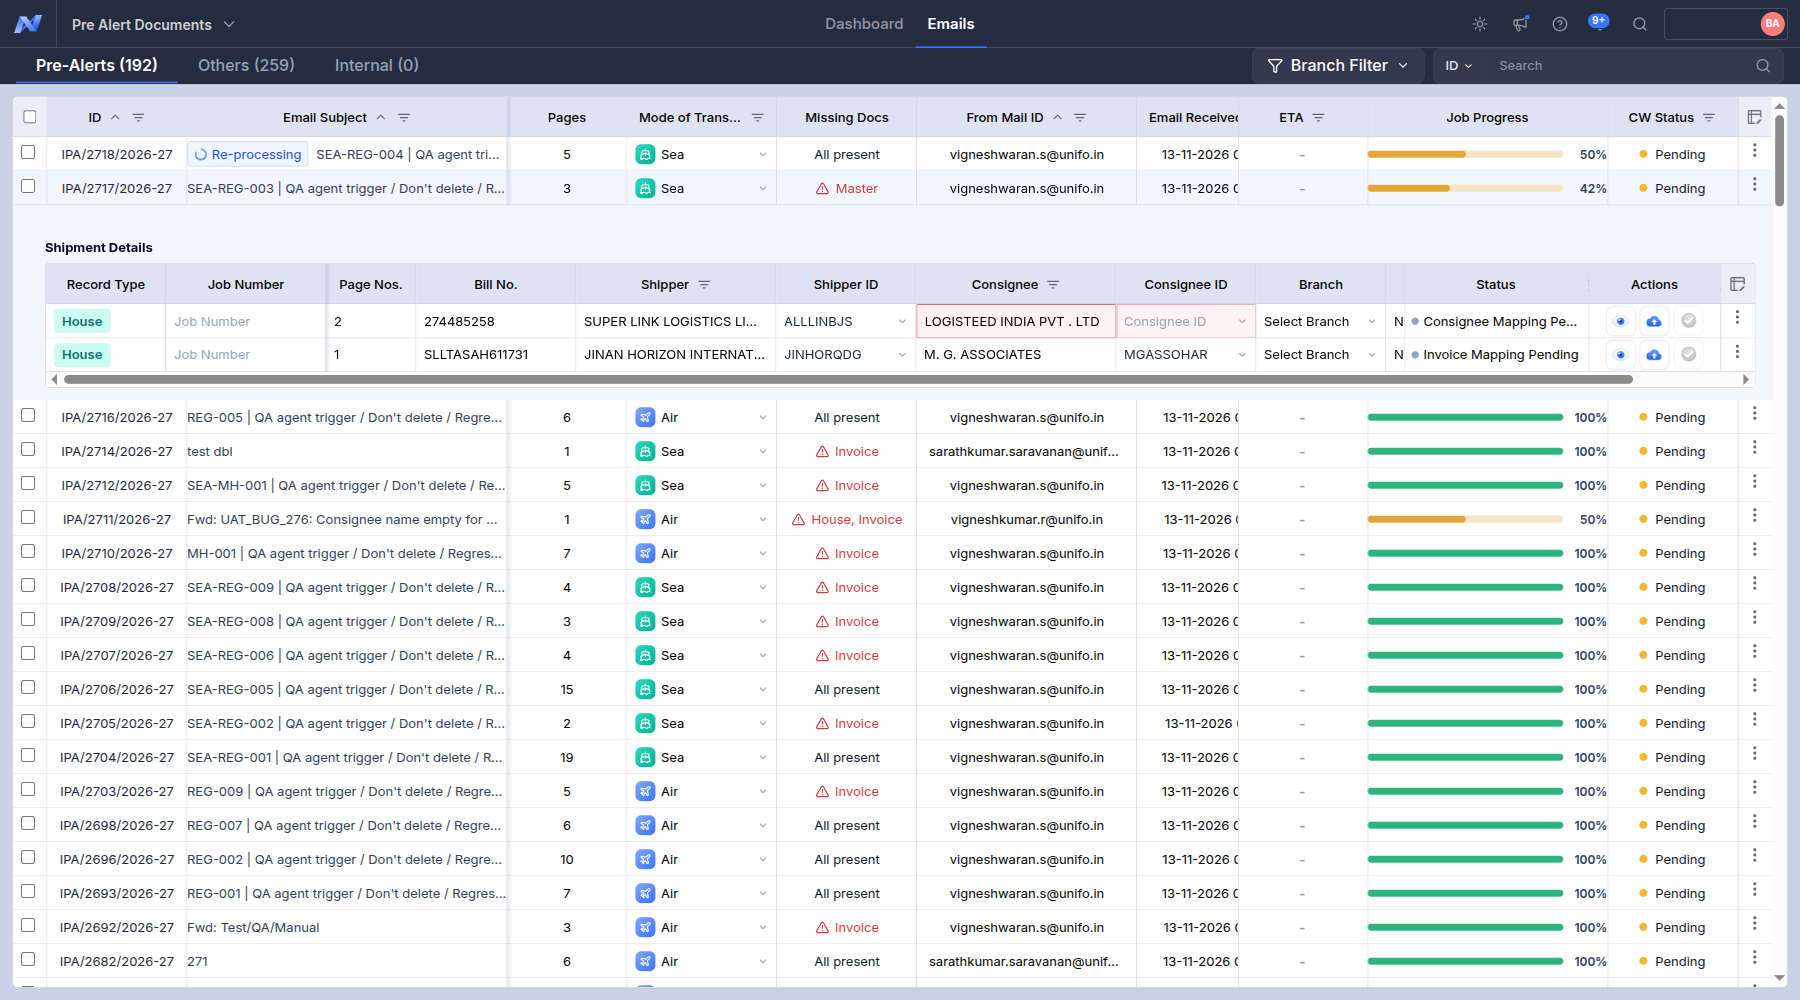 Pre Alert Documents Dashboard Emails 9+ BA
Pre-Alerts (192) Others (259) Internal (0) Branch Filter ID Search
ID Email Subject Pages Mode of Trans... Missing Docs From Mail ID Email Received ETA Job Progress CW Status
IPA/2718/2026-27 Re-processing SEA-REG-004 | QA agent tri... 5 Sea All present vigneshwaran.s@unifo.in 13-11-2026 - 50% Pending
IPA/2717/2026-27 SEA-REG-003 | QA agent trigger / Don't delete / R... 3 Sea Master vigneshwaran.s@unifo.in 13-11-2026 - 42% Pending
Shipment Details
Record Type Job Number Page Nos. Bill No. Shipper Shipper ID Consignee Consignee ID Branch Status Actions
House Job Number 2 274485258 SUPER LINK LOGISTICS LI... ALLLINBJS LOGISTEED INDIA PVT . LTD Consignee ID Select Branch N Consignee Mapping Pe...
House Job Number 1 SLLTASAH611731 JINAN HORIZON INTERNAT... JINHORQDG M. G. ASSOCIATES MGASSOHAR Select Branch N Invoice Mapping Pending
IPA/2716/2026-27 REG-005 | QA agent trigger / Don't delete / Regre... 6 Air All present vigneshwaran.s@unifo.in 13-11-2026 - 100% Pending
IPA/2714/2026-27 test dbl 1 Sea Invoice sarathkumar.saravanan@unif... 13-11-2026 - 100% Pending
IPA/2712/2026-27 SEA-MH-001 | QA agent trigger / Don't delete / Re... 5 Sea Invoice vigneshwaran.s@unifo.in 13-11-2026 - 100% Pending
IPA/2711/2026-27 Fwd: UAT_BUG_276: Consignee name empty for ... 1 Air House, Invoice vigneshkumar.r@unifo.in 13-11-2026 - 50% Pending
IPA/2710/2026-27 MH-001 | QA agent trigger / Don't delete / Regres... 7 Air Invoice vigneshwaran.s@unifo.in 13-11-2026 - 100% Pending
IPA/2708/2026-27 SEA-REG-009 | QA agent trigger / Don't delete / R... 4 Sea Invoice vigneshwaran.s@unifo.in 13-11-2026 - 100% Pending
IPA/2709/2026-27 SEA-REG-008 | QA agent trigger / Don't delete / R... 3 Sea Invoice vigneshwaran.s@unifo.in 13-11-2026 - 100% Pending
IPA/2707/2026-27 SEA-REG-006 | QA agent trigger / Don't delete / R... 4 Sea Invoice vigneshwaran.s@unifo.in 13-11-2026 - 100% Pending
IPA/2706/2026-27 SEA-REG-005 | QA agent trigger / Don't delete / R... 15 Sea All present vigneshwaran.s@unifo.in 13-11-2026 - 100% Pending
IPA/2705/2026-27 SEA-REG-002 | QA agent trigger / Don't delete / R... 2 Sea Invoice vigneshwaran.s@unifo.in 13-11-2026 - 100% Pending
IPA/2704/2026-27 SEA-REG-001 | QA agent trigger / Don't delete / R... 19 Sea All present vigneshwaran.s@unifo.in 13-11-2026 - 100% Pending
IPA/2703/2026-27 REG-009 | QA agent trigger / Don't delete / Regre... 5 Air Invoice vigneshwaran.s@unifo.in 13-11-2026 - 100% Pending
IPA/2698/2026-27 REG-007 | QA agent trigger / Don't delete / Regre... 6 Air All present vigneshwaran.s@unifo.in 13-11-2026 - 100% Pending
IPA/2696/2026-27 REG-002 | QA agent trigger / Don't delete / Regre... 10 Air All present vigneshwaran.s@unifo.in 13-11-2026 - 100% Pending
IPA/2693/2026-27 REG-001 | QA agent trigger / Don't delete / Regres... 7 Air All present vigneshwaran.s@unifo.in 13-11-2026 - 100% Pending
IPA/2692/2026-27 Fwd: Test/QA/Manual 3 Air Invoice vigneshwaran.s@unifo.in 13-11-2026 - 100% Pending
IPA/2682/2026-27 271 6 Air All present sarathkumar.saravanan@unif... 13-11-2026 - 100% Pending